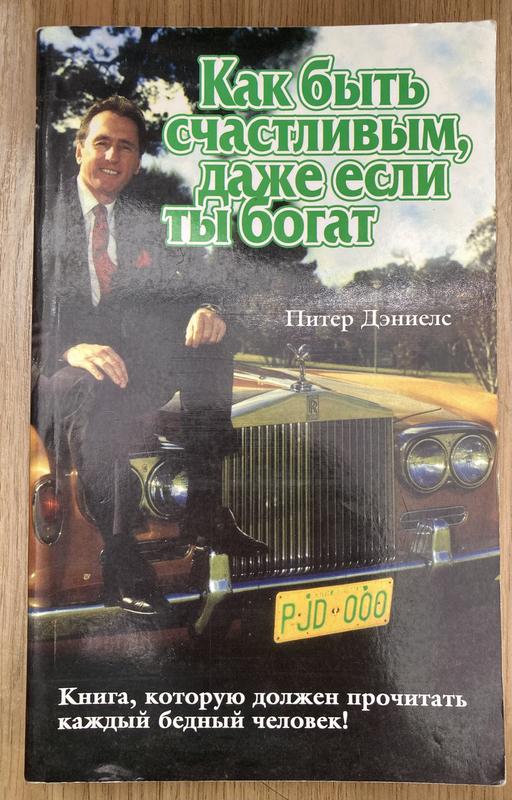 Как быть
счастливым,
даже если
ты богат
Питер Дэниелс
PJD·000
Книга, которую должен прочитать
каждый бедный человек!